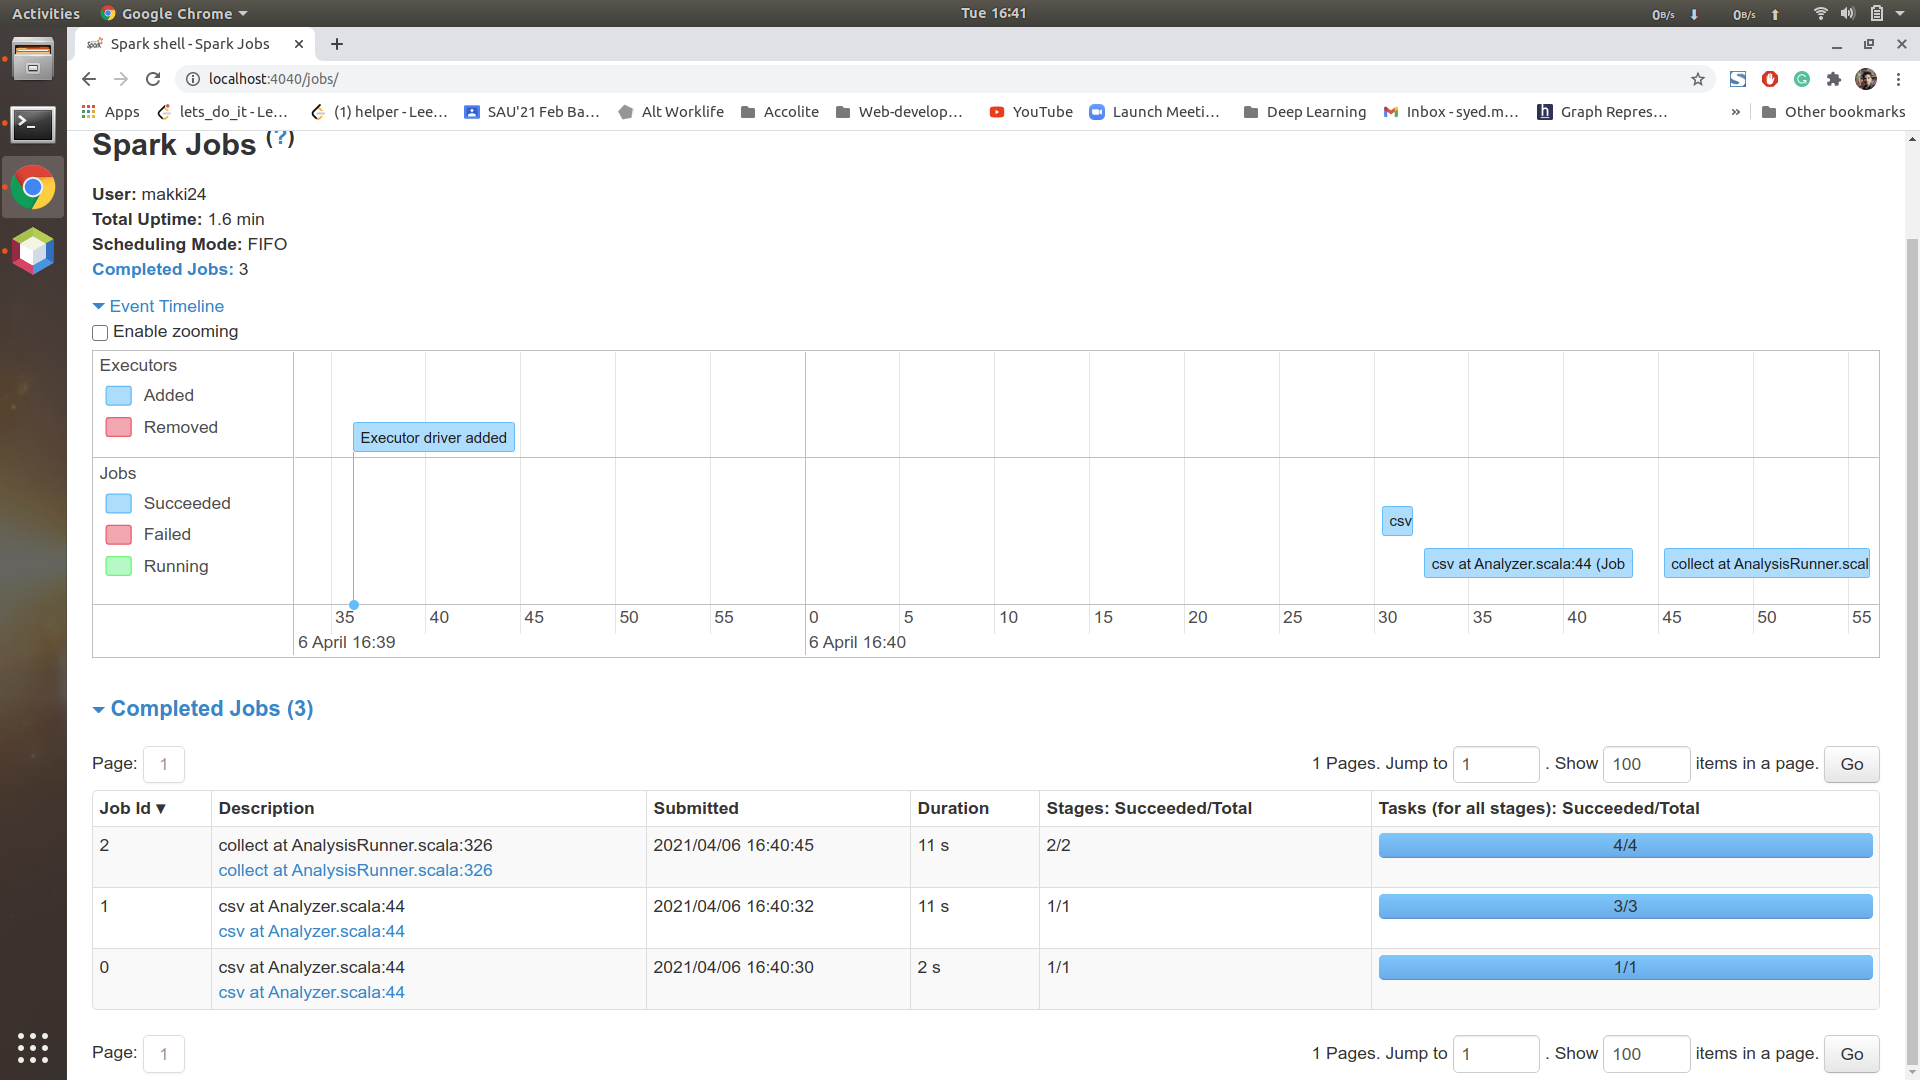 Activities Google Chrome Tue 16:41 0B/s 0B/s
Spark shell - Spark Jobs
localhost:4040/jobs/
Apps lets_do_it - Le... (1) helper - Lee... SAU'21 Feb Ba... Alt Worklife Accolite Web-develop... YouTube Launch Meeti... Deep Learning Inbox - syed.m... Graph Repres... » Other bookmarks
Spark Jobs (?)
User: makki24
Total Uptime: 1.6 min
Scheduling Mode: FIFO
Completed Jobs: 3
Event Timeline
Enable zooming
Executors
Added
Removed
Executor driver added
Jobs
Succeeded
Failed
Running
csv
csv at Analyzer.scala:44 (Job
collect at AnalysisRunner.scal
35 40 45 50 55 0 5 10 15 20 25 30 35 40 45 50 55
6 April 16:39 6 April 16:40
Completed Jobs (3)
Page: 1 1 Pages. Jump to 1 . Show 100 items in a page. Go
Job Id ▾ Description Submitted Duration Stages: Succeeded/Total Tasks (for all stages): Succeeded/Total
2 collect at AnalysisRunner.scala:326 2021/04/06 16:40:45 11 s 2/2 4/4
collect at AnalysisRunner.scala:326
1 csv at Analyzer.scala:44 2021/04/06 16:40:32 11 s 1/1 3/3
csv at Analyzer.scala:44
0 csv at Analyzer.scala:44 2021/04/06 16:40:30 2 s 1/1 1/1
csv at Analyzer.scala:44
Page: 1 1 Pages. Jump to 1 . Show 100 items in a page. Go